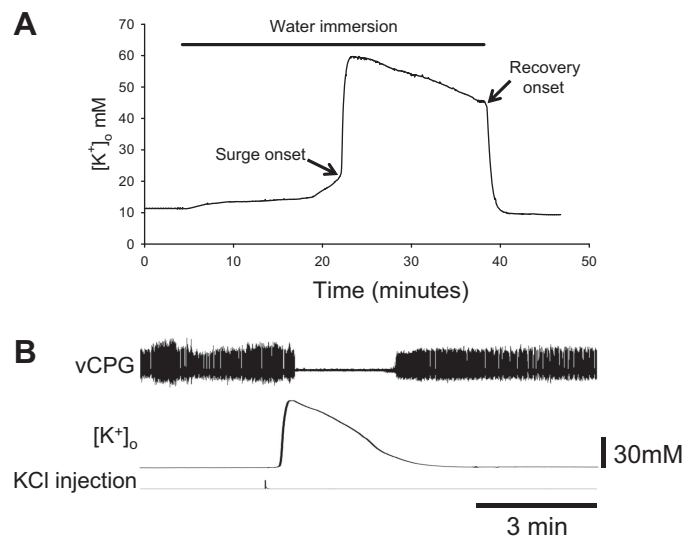 A
Water immersion
70
60
50
40
30
20
10
0
[K⁺]ₒ mM
Surge onset
Recovery
onset
0
10
20
30
40
50
Time (minutes)
B
vCPG
[K⁺]ₒ
30mM
KCl injection
3 min